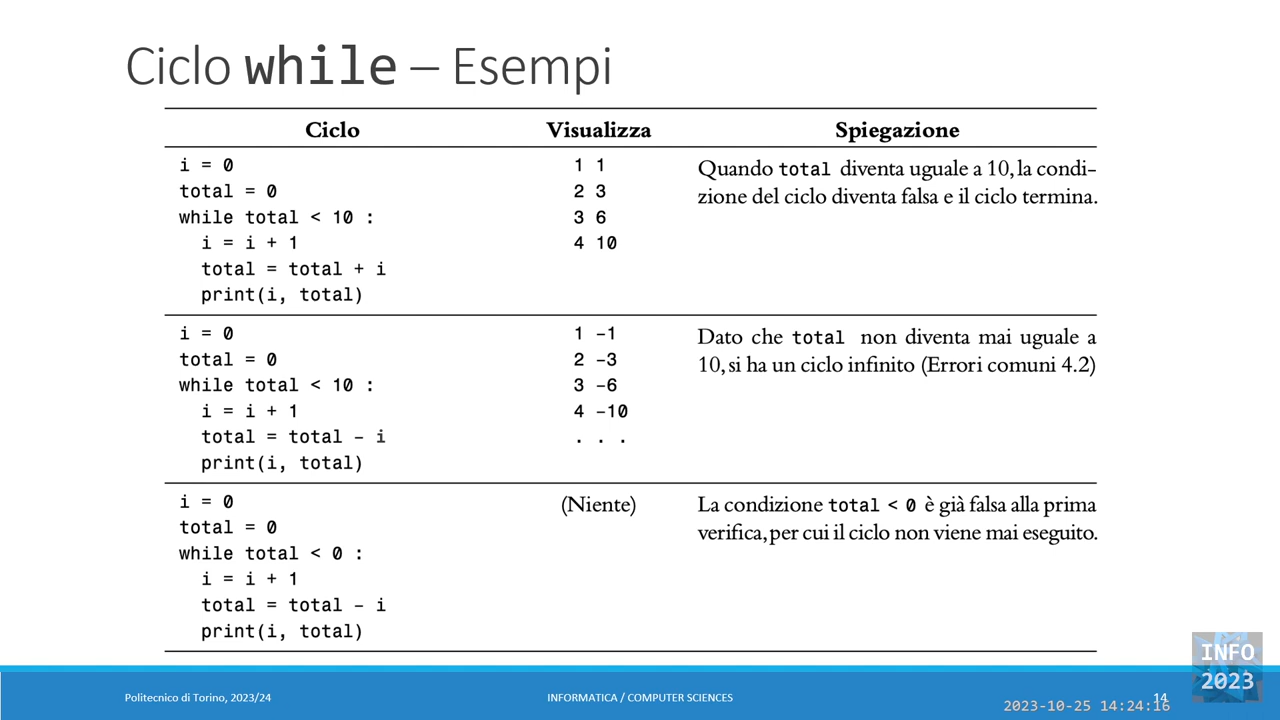 Ciclo while – Esempi
Ciclo Visualizza Spiegazione
i = 0
total = 0
while total < 10 :
i = i + 1
total = total + i
print(i, total)
1 1
2 3
3 6
4 10
Quando total diventa uguale a 10, la condi-
zione del ciclo diventa falsa e il ciclo termina.
i = 0
total = 0
while total < 10 :
i = i + 1
total = total – i
print(i, total)
1 –1
2 –3
3 –6
4 –10
. . .
Dato che total non diventa mai uguale a
10, si ha un ciclo infinito (Errori comuni 4.2)
i = 0
total = 0
while total < 0 :
i = i + 1
total = total – i
print(i, total)
(Niente)
La condizione total < 0 è già falsa alla prima
verifica, per cui il ciclo non viene mai eseguito.
Politecnico di Torino, 2023/24
INFORMATICA / COMPUTER SCIENCES
14
INFO
2023
2023-10-25 14:24:16